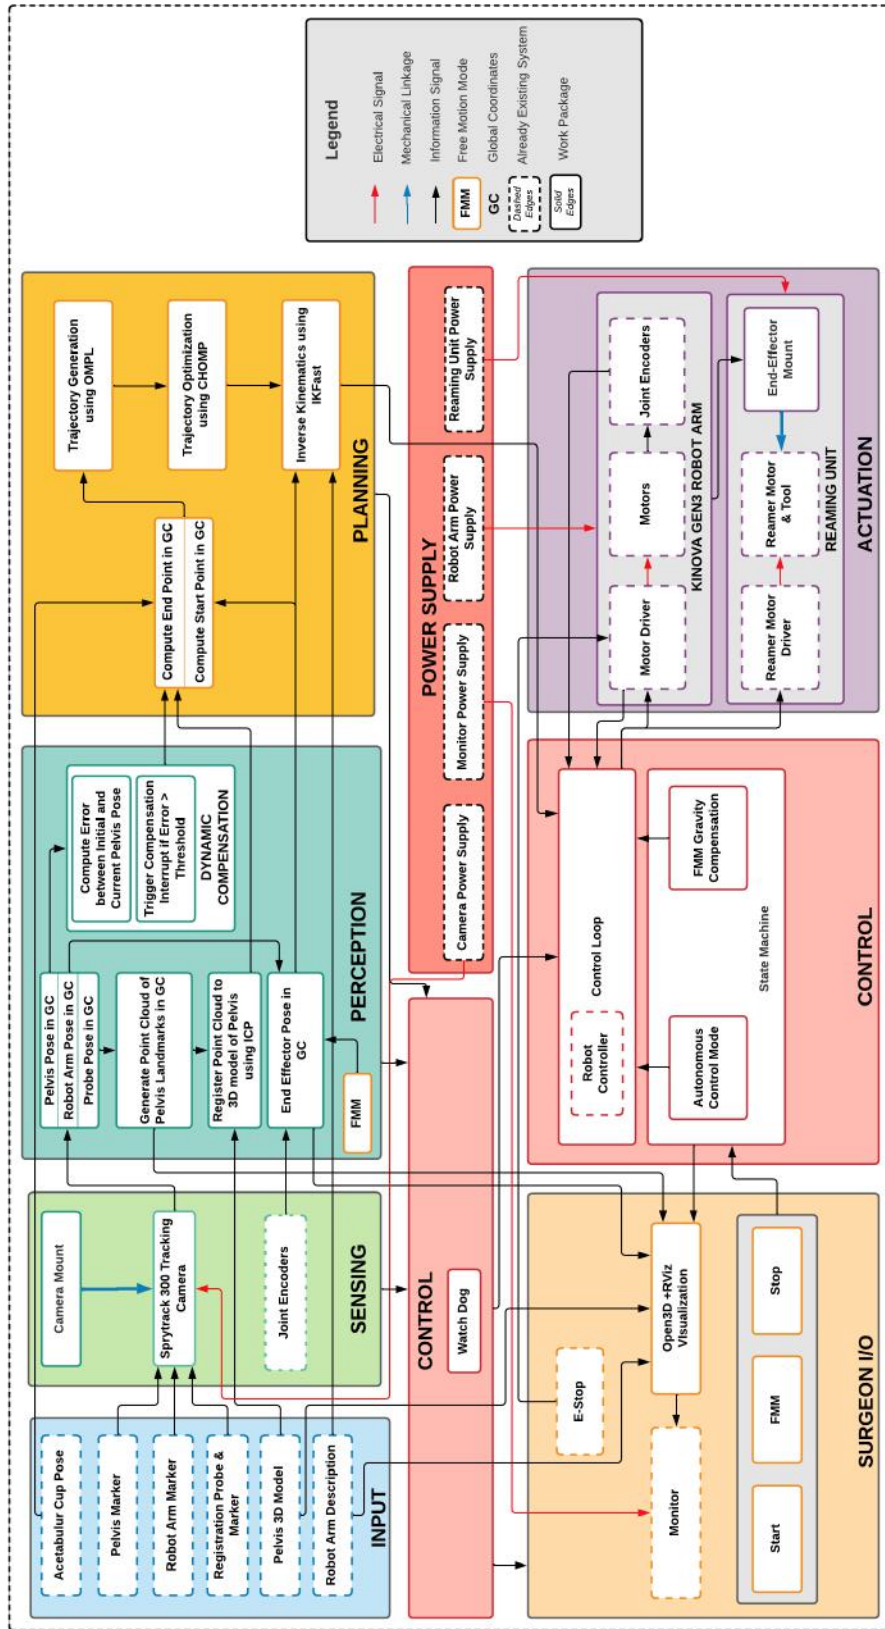 Acetabulur Cup Pose
Pelvis Marker
Robot Arm Marker
Registration Probe &
Marker
Pelvis 3D Model
Robot Arm Description
INPUT
Camera Mount
Sprytrack 300 Tracking
Camera
Joint Encoders
SENSING
Pelvis Pose in GC
Robot Arm Pose in GC
Probe Pose in GC
Generate Point Cloud of
Pelvis Landmarks in GC
Register Point Cloud to
3D model of Pelvis
using ICP
End Effector Pose in
GC
FMM
Compute Error
between Initial and
Current Pelvis Pose
Trigger Compensation
Interrupt if Error >
Threshold
DYNAMIC
COMPENSATION
PERCEPTION
Compute End Point in GC
Compute Start Point in GC
Trajectory Generation
using OMPL
Trajectory Optimization
using CHOMP
Inverse Kinematics using
IKFast
PLANNING
Legend
Electrical Signal
Mechanical Linkage
Information Signal
FMM
Free Motion Mode
GC
Global Coordinates
Dashed
Edges
Already Existing System
Solid
Edges
Work Package
CONTROL
Watch Dog
POWER SUPPLY
Camera Power Supply
Monitor Power Supply
Robot Arm Power
Supply
Reaming Unit Power
Supply
E-Stop
Monitor
Open3D +RViz
Visualization
Start
FMM
Stop
SURGEON I/O
Control Loop
Robot
Controller
Autonomous
Control Mode
FMM Gravity
Compensation
State Machine
CONTROL
Motor Driver
Motors
Joint Encoders
KINOVA GEN3 ROBOT ARM
Reamer Motor
Driver
Reamer Motor
& Tool
End-Effector
Mount
REAMING UNIT
ACTUATION